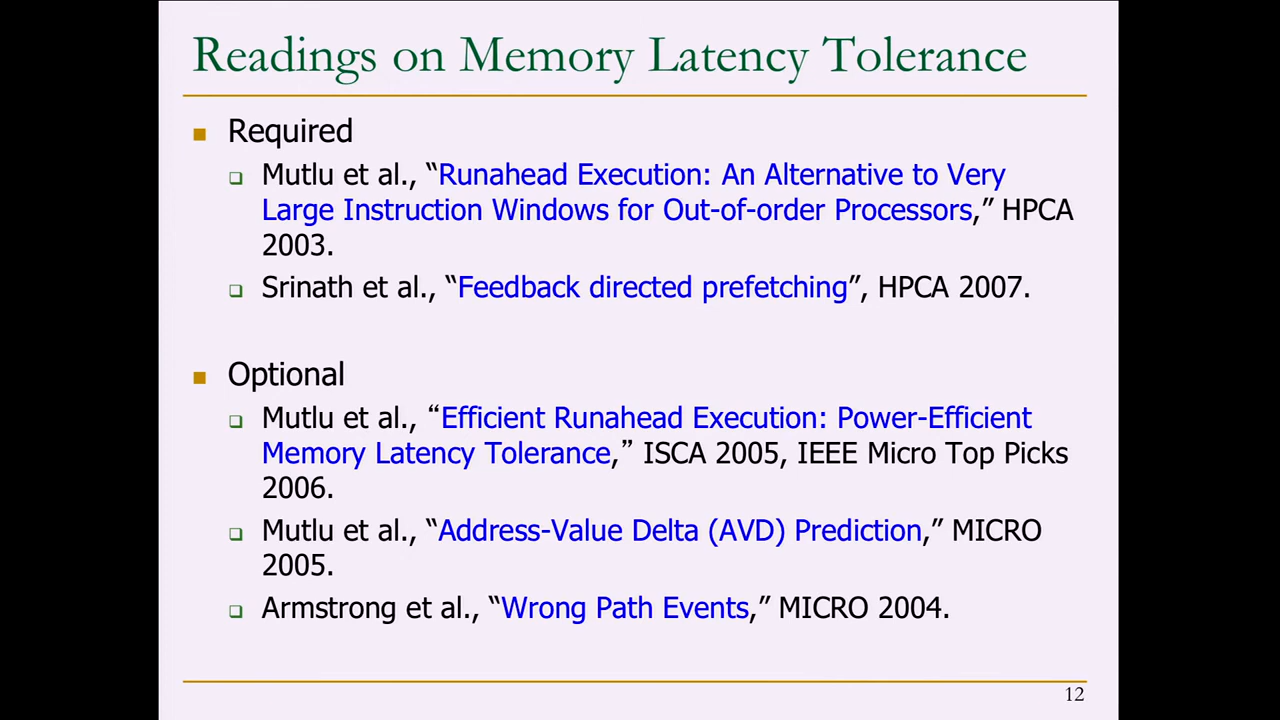 Readings on Memory Latency Tolerance
Required
Mutlu et al., “Runahead Execution: An Alternative to Very
Large Instruction Windows for Out-of-order Processors,” HPCA
2003.
Srinath et al., “Feedback directed prefetching”, HPCA 2007.
Optional
Mutlu et al., “Efficient Runahead Execution: Power-Efficient
Memory Latency Tolerance,” ISCA 2005, IEEE Micro Top Picks
2006.
Mutlu et al., “Address-Value Delta (AVD) Prediction,” MICRO
2005.
Armstrong et al., “Wrong Path Events,” MICRO 2004.
12